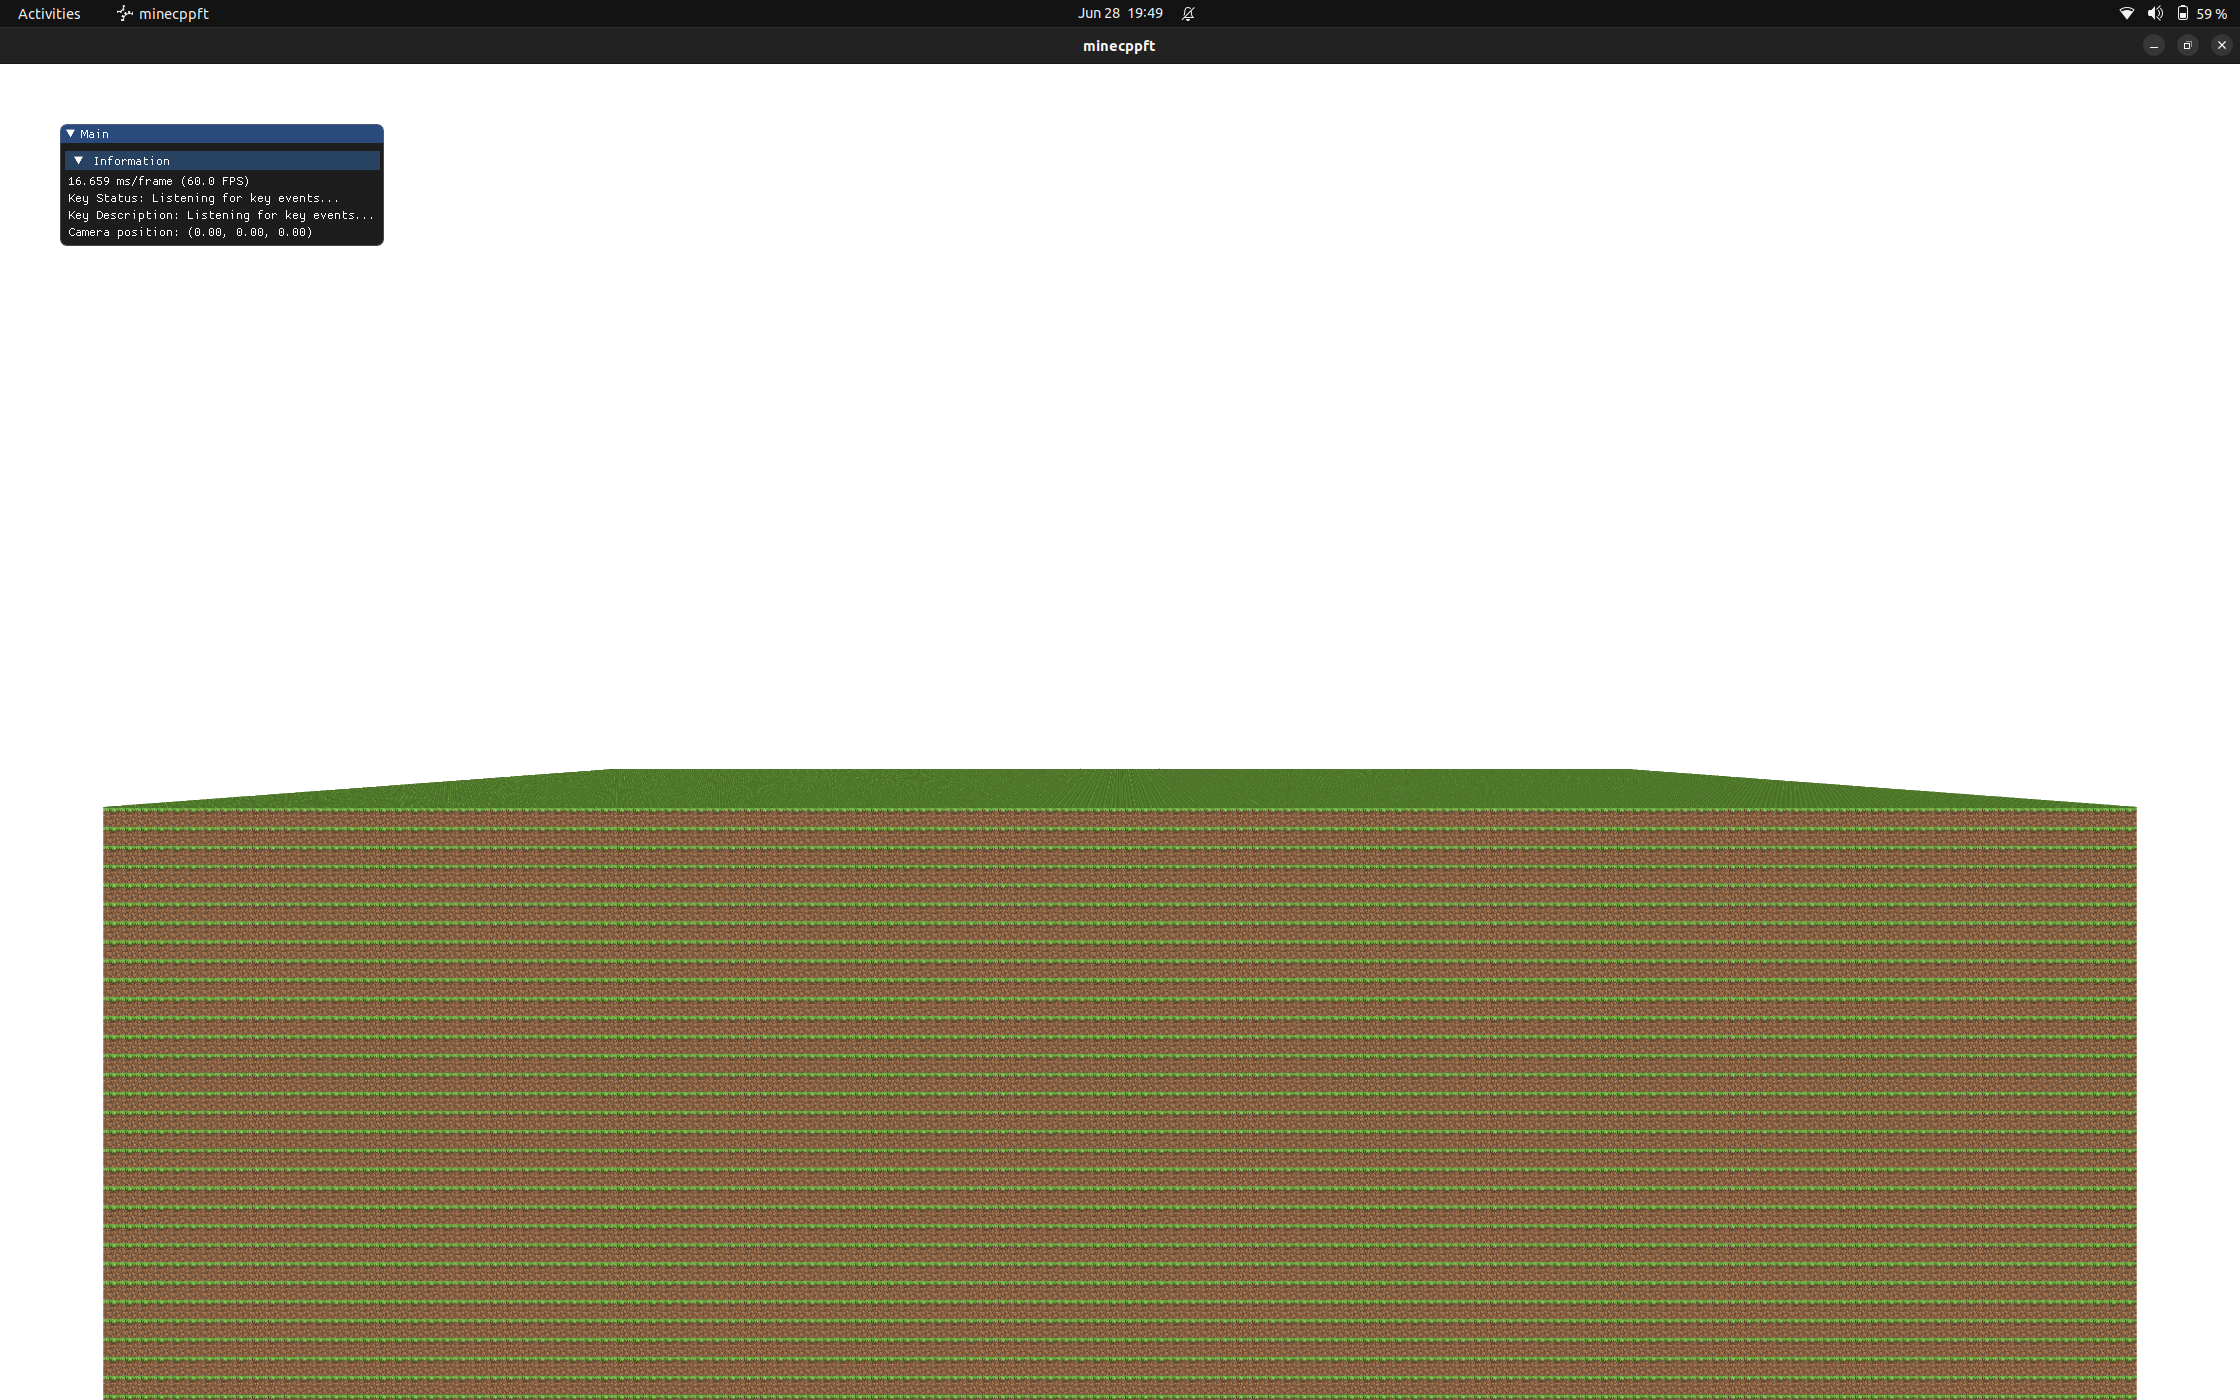 Activities minecppft Jun 28 19:49 59 %
minecppft
Main
Information
16.659 ms/frame (60.0 FPS)
Key Status: Listening for key events...
Key Description: Listening for key events...
Camera position: (0.00, 0.00, 0.00)